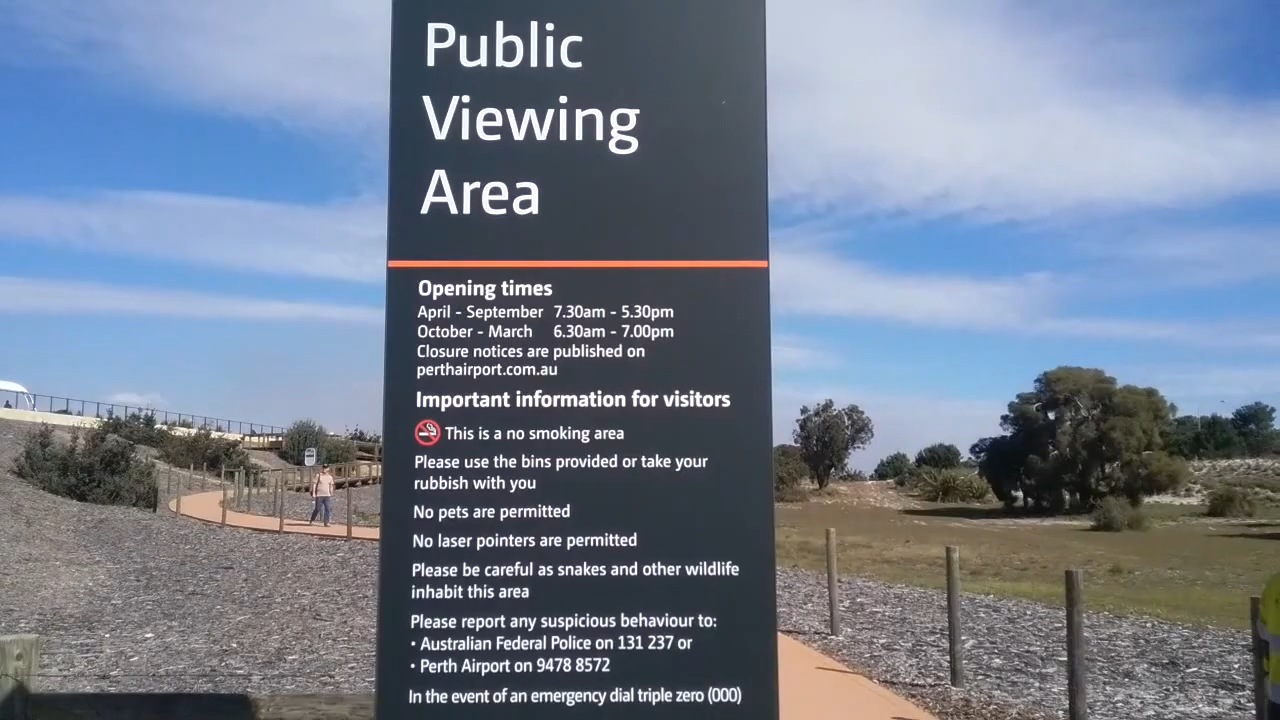 Public
Viewing
Area
Opening times
April - September 7.30am - 5.30pm
October - March 6.30am - 7.00pm
Closure notices are published on
perthairport.com.au
Important information for visitors
This is a no smoking area
Please use the bins provided or take your
rubbish with you
No pets are permitted
No laser pointers are permitted
Please be careful as snakes and other wildlife
inhabit this area
Please report any suspicious behaviour to:
• Australian Federal Police on 131 237 or
• Perth Airport on 9478 8572
In the event of an emergency dial triple zero (000)